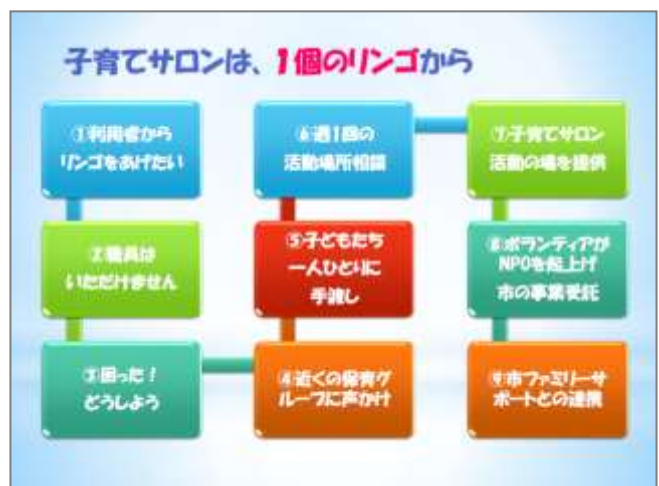 子育てサロンは、1個のリンゴから
①利用者から
リンゴをあげたい
②職員は
いただけません
③困った!
どうしよう
④近くの保育グ
ループに声かけ
⑤子どもたち
一人ひとりに
手渡し
⑥週1回の
活動場所相談
⑦子育てサロン
活動の場を提供
⑧ボランティアが
NPOを起上げ
市の事業受託
⑨市ファミリーサ
ポートとの連携